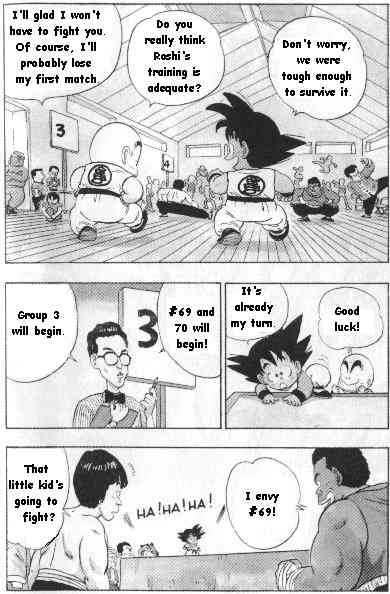 I'll glad I won't
have to fight you.
Of course, I'll
probably lose
my first match.
Do you
really think
Roshi's
training is
adequate?
Don't worry,
we were
tough enough
to survive it.
3
4
Group 3
will begin.
3
#69 and
70 will
begin!
It's
already
my turn.
Good
luck!
That
little kid's
going to
fight?
HA!HA!HA!
I envy
#69!